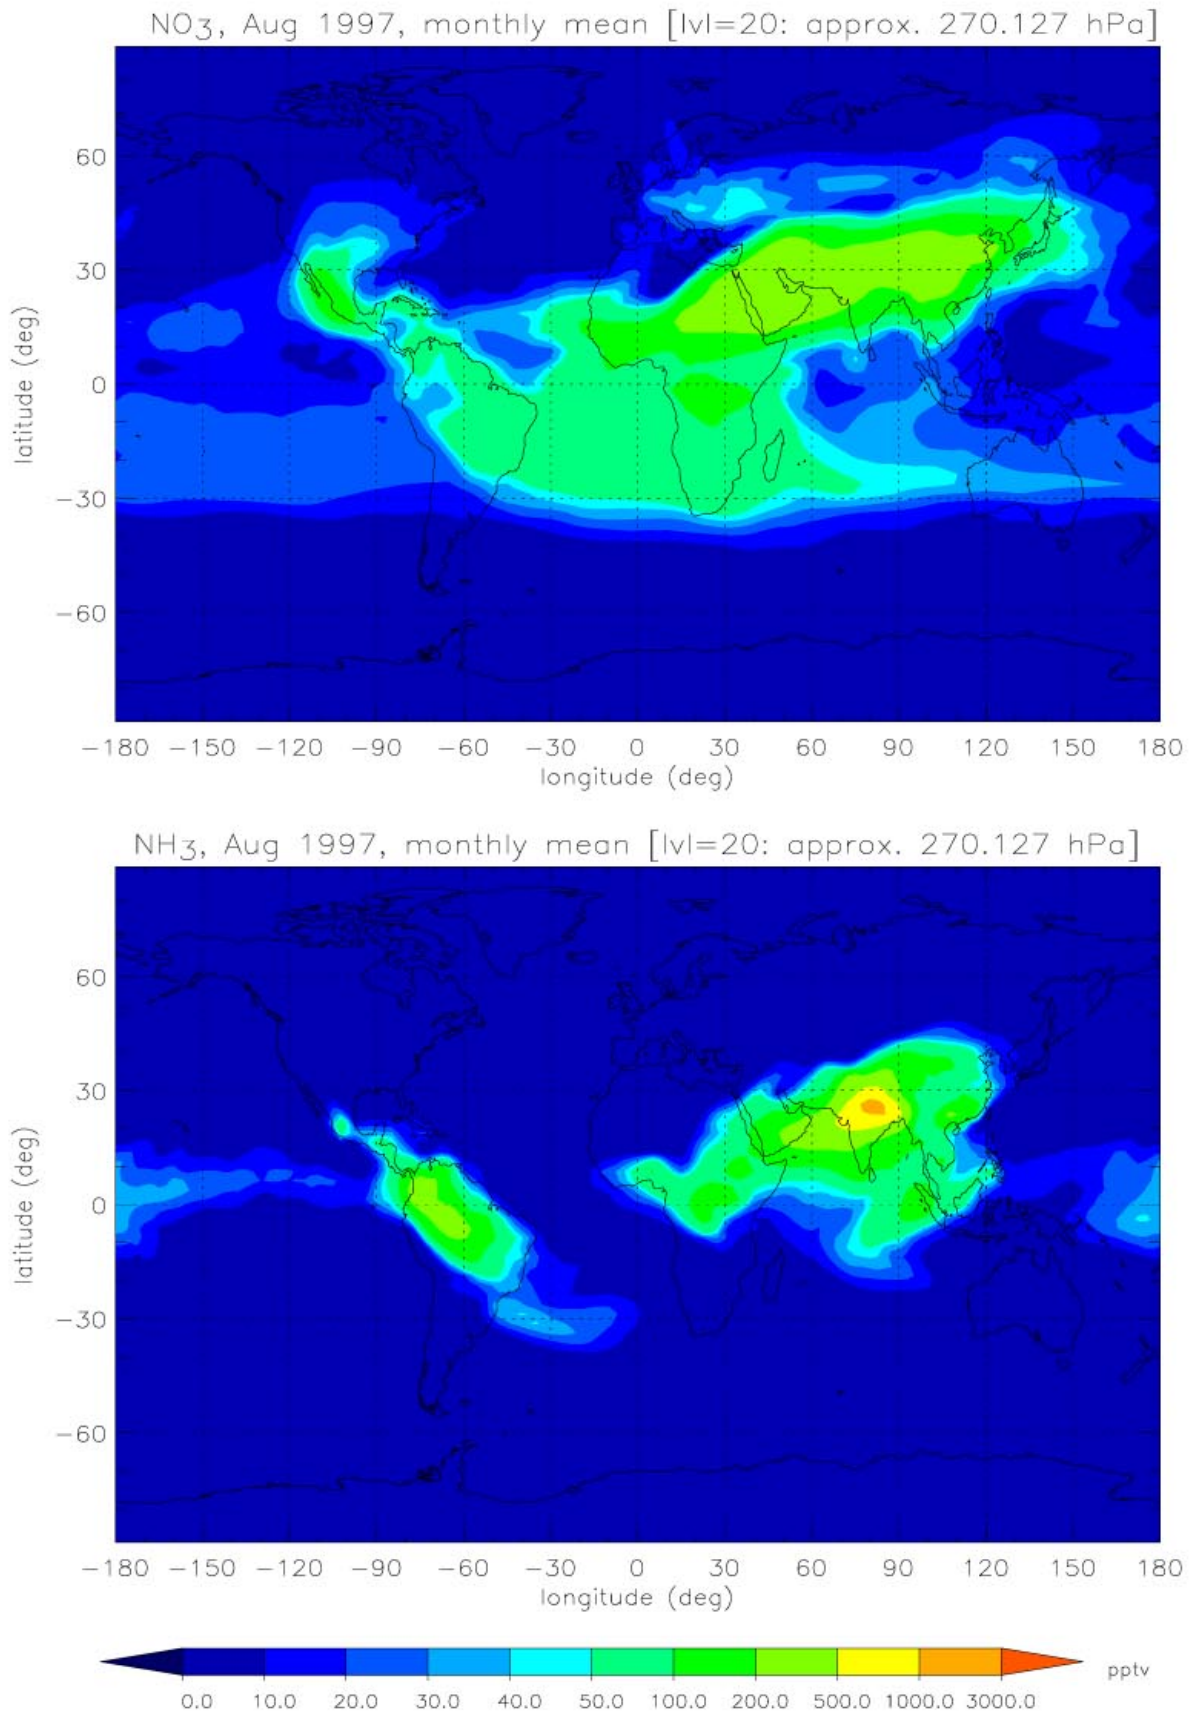 NO3, Aug 1997, monthly mean [lvl=20: approx. 270.127 hPa]
latitude (deg)
60
30
0
−30
−60
−180 −150 −120 −90 −60 −30 0 30 60 90 120 150 180
longitude (deg)
NH3, Aug 1997, monthly mean [lvl=20: approx. 270.127 hPa]
latitude (deg)
60
30
0
−30
−60
−180 −150 −120 −90 −60 −30 0 30 60 90 120 150 180
longitude (deg)
pptv
0.0 10.0 20.0 30.0 40.0 50.0 100.0 200.0 500.0 1000.0 3000.0